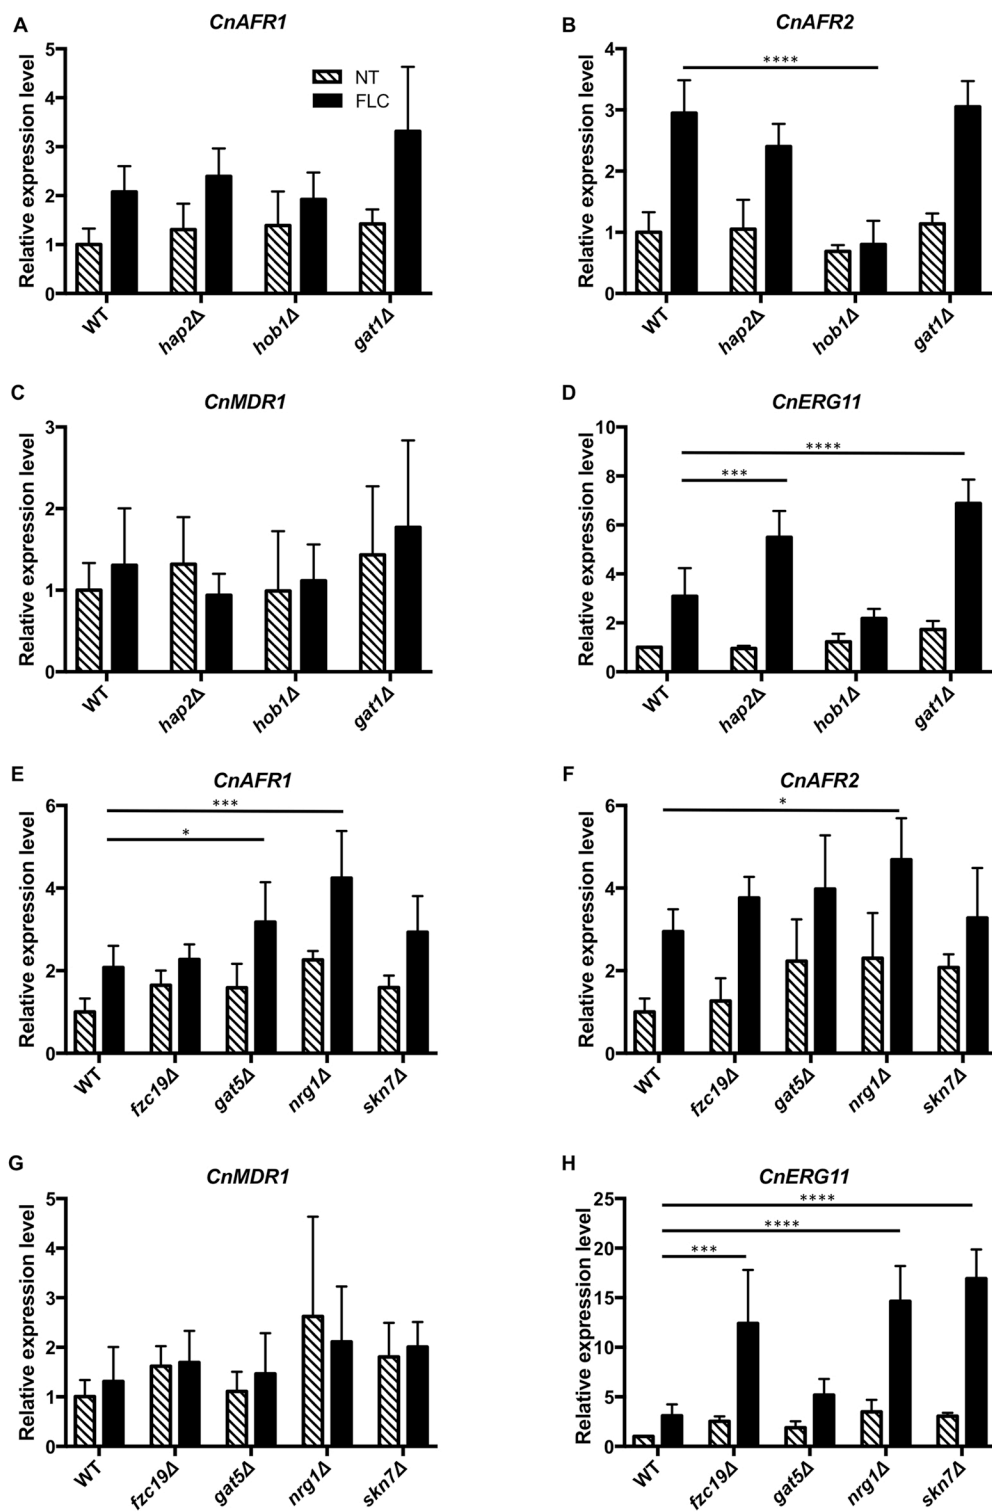 A
CnAFR1
Relative expression level
5
4
3
2
1
0
NT
FLC
WT
hap2Δ
hob1Δ
gat1Δ
B
CnAFR2
Relative expression level
4
3
2
1
0
****
WT
hap2Δ
hob1Δ
gat1Δ
C
CnMDR1
Relative expression level
3
2
1
0
WT
hap2Δ
hob1Δ
gat1Δ
D
CnERG11
Relative expression level
10
8
6
4
2
0
****
***
WT
hap2Δ
hob1Δ
gat1Δ
E
CnAFR1
Relative expression level
6
4
2
0
***
*
WT
fzc19Δ
gat5Δ
nrg1Δ
skn7Δ
F
CnAFR2
Relative expression level
6
4
2
0
*
WT
fzc19Δ
gat5Δ
nrg1Δ
skn7Δ
G
CnMDR1
Relative expression level
5
4
3
2
1
0
WT
fzc19Δ
gat5Δ
nrg1Δ
skn7Δ
H
CnERG11
Relative expression level
25
20
15
10
5
0
****
****
***
WT
fzc19Δ
gat5Δ
nrg1Δ
skn7Δ